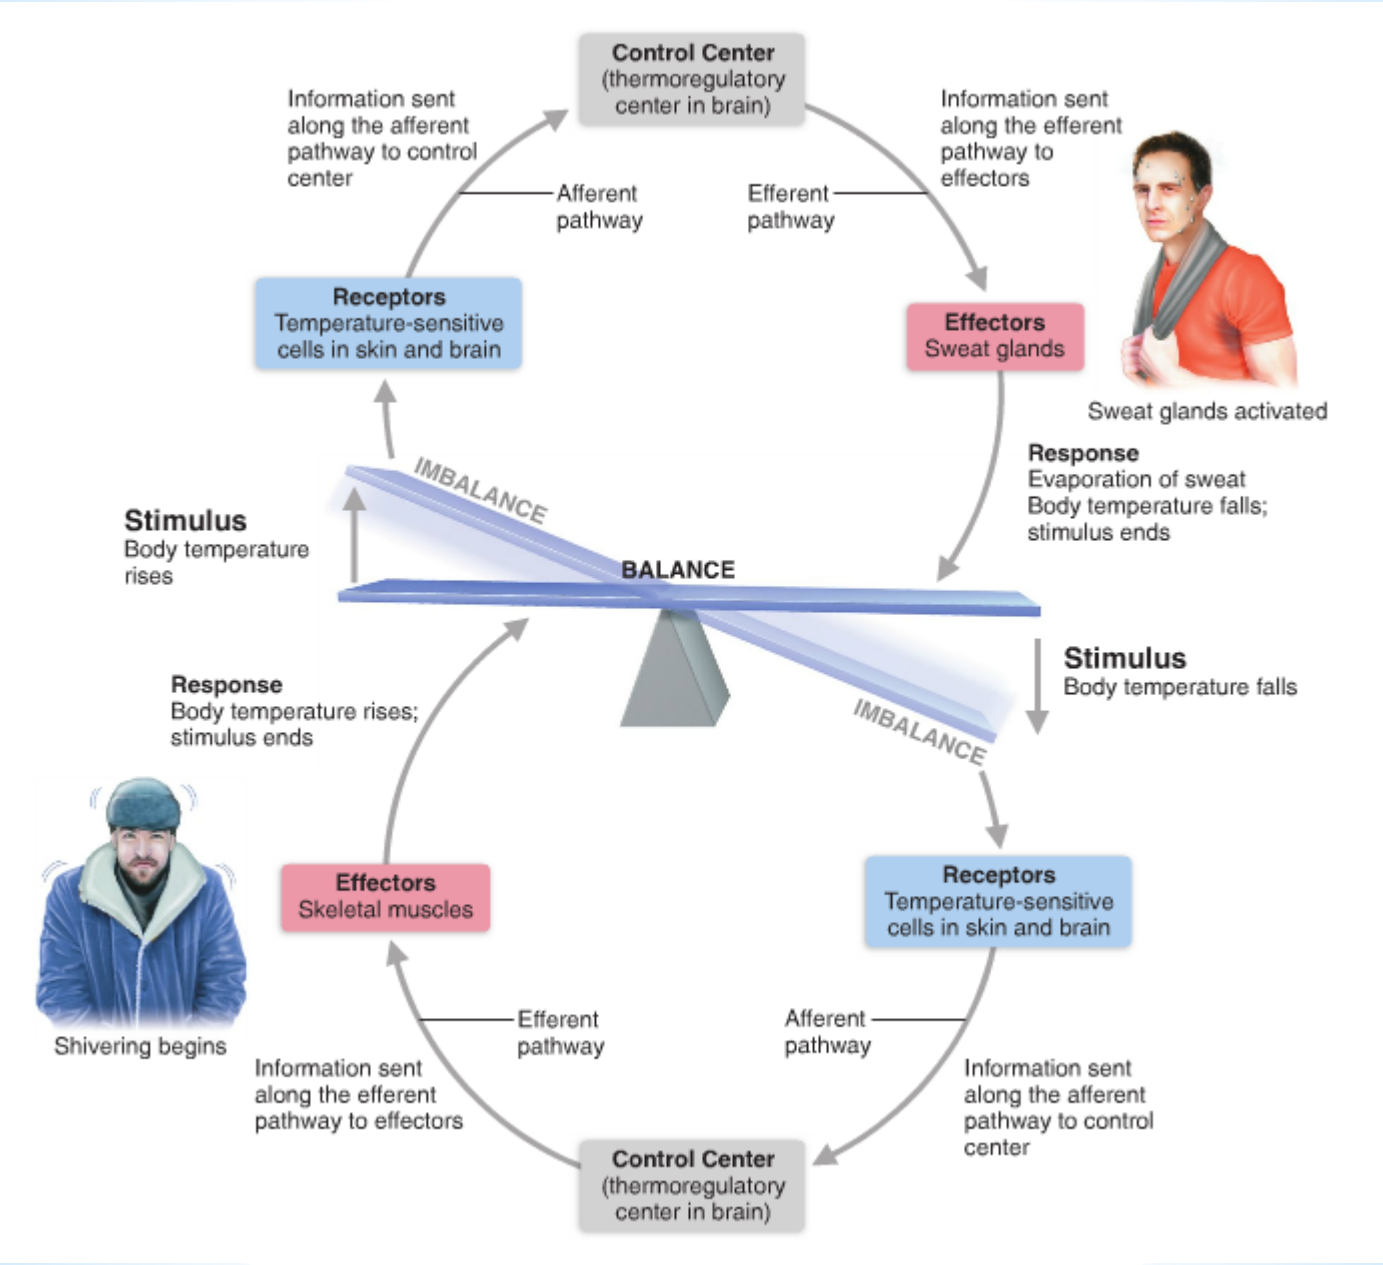 Control Center
(thermoregulatory
center in brain)
Information sent
along the afferent
pathway to control
center
Afferent
pathway
Efferent
pathway
Information sent
along the efferent
pathway to
effectors
Receptors
Temperature-sensitive
cells in skin and brain
Effectors
Sweat glands
Sweat glands activated
Response
Evaporation of sweat
Body temperature falls;
stimulus ends
IMBALANCE
Stimulus
Body temperature
rises
BALANCE
Stimulus
Body temperature falls
IMBALANCE
Response
Body temperature rises;
stimulus ends
Effectors
Skeletal muscles
Shivering begins
Receptors
Temperature-sensitive
cells in skin and brain
Efferent
pathway
Afferent
pathway
Information sent
along the efferent
pathway to effectors
Information sent
along the afferent
pathway to control
center
Control Center
(thermoregulatory
center in brain)